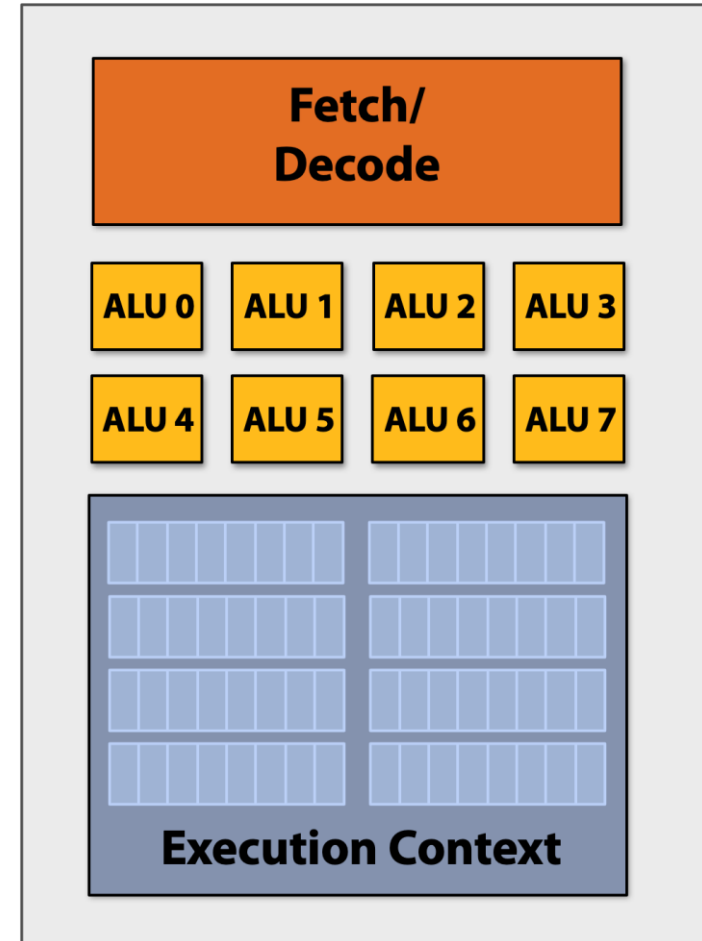 Fetch/
Decode
ALU 0 ALU 1 ALU 2 ALU 3
ALU 4 ALU 5 ALU 6 ALU 7
Execution Context